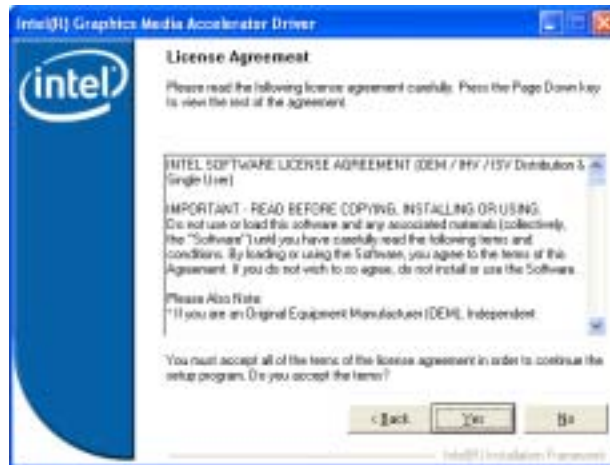 Intel(R) Graphics Media Accelerator Driver
intel
License Agreement
Please read the following license agreement carefully. Press the Page Down key
to view the rest of the agreement.
INTEL SOFTWARE LICENSE AGREEMENT (OEM / IHV / ISV Distribution &
Single User)
IMPORTANT - READ BEFORE COPYING, INSTALLING OR USING.
Do not use or load this software and any associated materials (collectively,
the "Software") until you have carefully read the following terms and
conditions. By loading or using the Software, you agree to the terms of this
Agreement. If you do not wish to so agree, do not install or use the Software.
Please Also Note:
* If you are an Original Equipment Manufacturer (OEM), Independent
You must accept all of the terms of the license agreement in order to continue the
setup program. Do you accept the terms?
< Back
Yes
No
Intel(R) Installation Framework